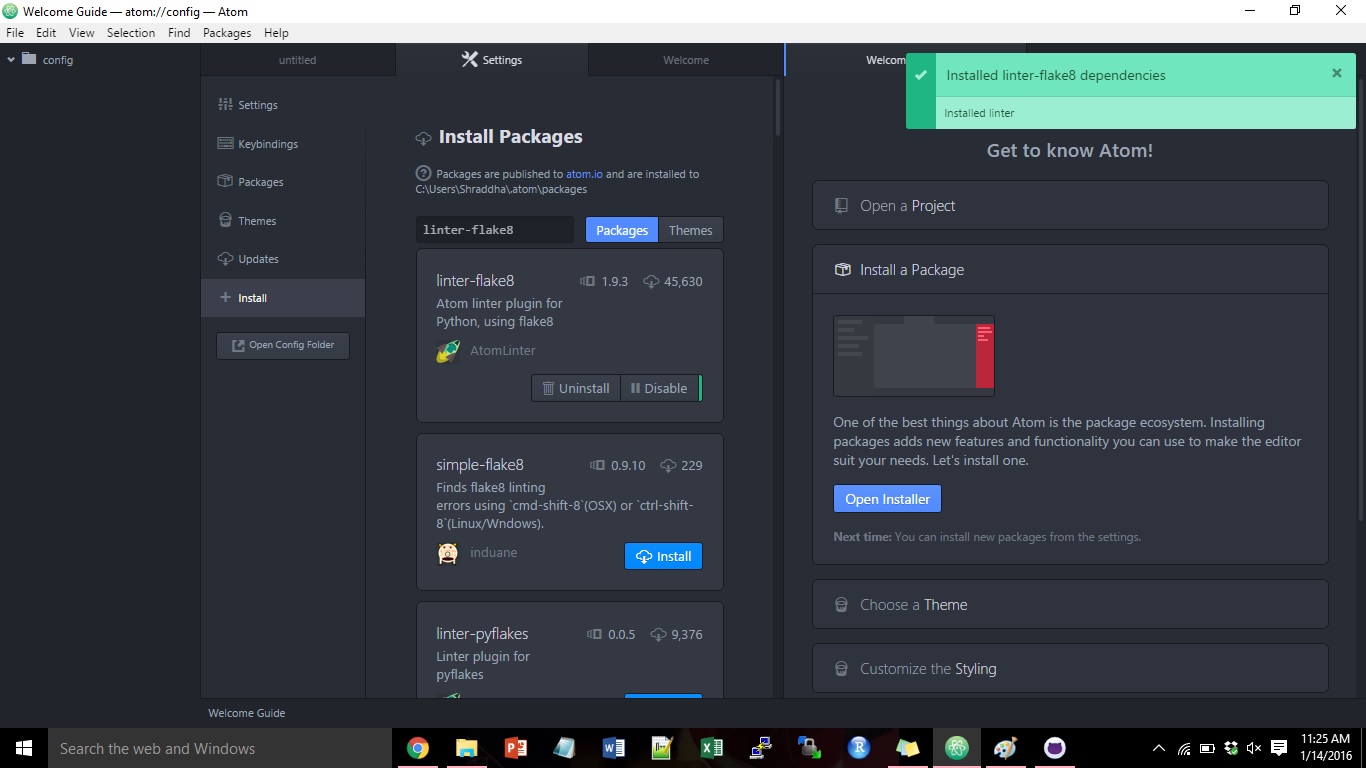 Welcome Guide — atom://config — Atom
File Edit View Selection Find Packages Help
config
untitled
Settings
Welcome
Welcom
Installed linter-flake8 dependencies
Installed linter
Settings
Keybindings
Packages
Themes
Updates
Install
Open Config Folder
Install Packages
Packages are published to atom.io and are installed to
C:\Users\Shraddha\.atom\packages
linter-flake8
Packages Themes
linter-flake8 1.9.3 45,630
Atom linter plugin for
Python, using flake8
AtomLinter
Uninstall Disable
simple-flake8 0.9.10 229
Finds flake8 linting
errors using `cmd-shift-8`(OSX) or `ctrl-shift-
8`(Linux/Wndows).
induane
Install
linter-pyflakes 0.0.5 9,376
Linter plugin for
pyflakes
Get to know Atom!
Open a Project
Install a Package
One of the best things about Atom is the package ecosystem. Installing
packages adds new features and functionality you can use to make the editor
suit your needs. Let's install one.
Open Installer
Next time: You can install new packages from the settings.
Choose a Theme
Customize the Styling
Welcome Guide
Search the web and Windows
11:25 AM
1/14/2016